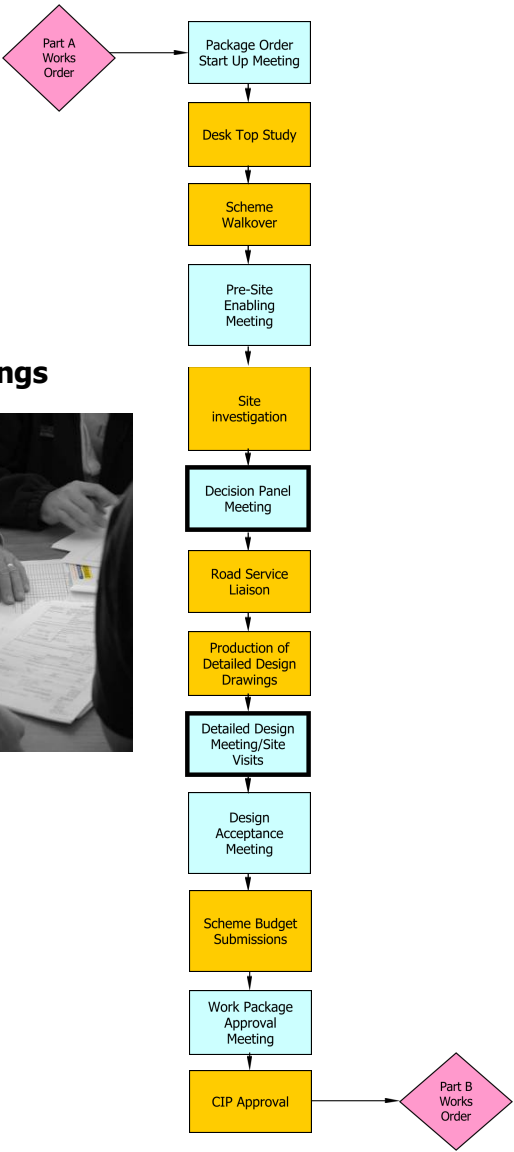 Part A
Works
Order
Package Order
Start Up Meeting
Desk Top Study
Scheme
Walkover
Pre-Site
Enabling
Meeting
ngs
Site
investigation
Decision Panel
Meeting
Road Service
Liaison
Production of
Detailed Design
Drawings
Detailed Design
Meeting/Site
Visits
Design
Acceptance
Meeting
Scheme Budget
Submissions
Work Package
Approval
Meeting
CIP Approval
Part B
Works
Order